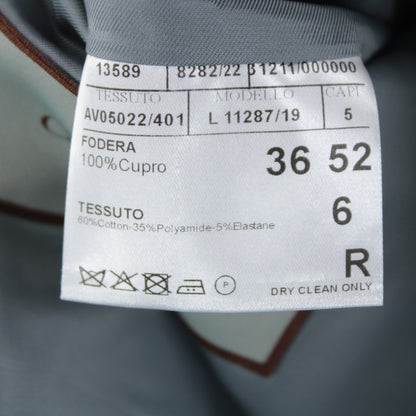 13589 8282/22 β 1211/000000
TESSUTO MODELLO CAPI
AV05022/401 L 11287/19 5
FODERA
100% Cupro
36 52
TESSUTO
60%Cotton-35%Polyamide-5%Elastane
6
R
P
DRY CLEAN ONLY